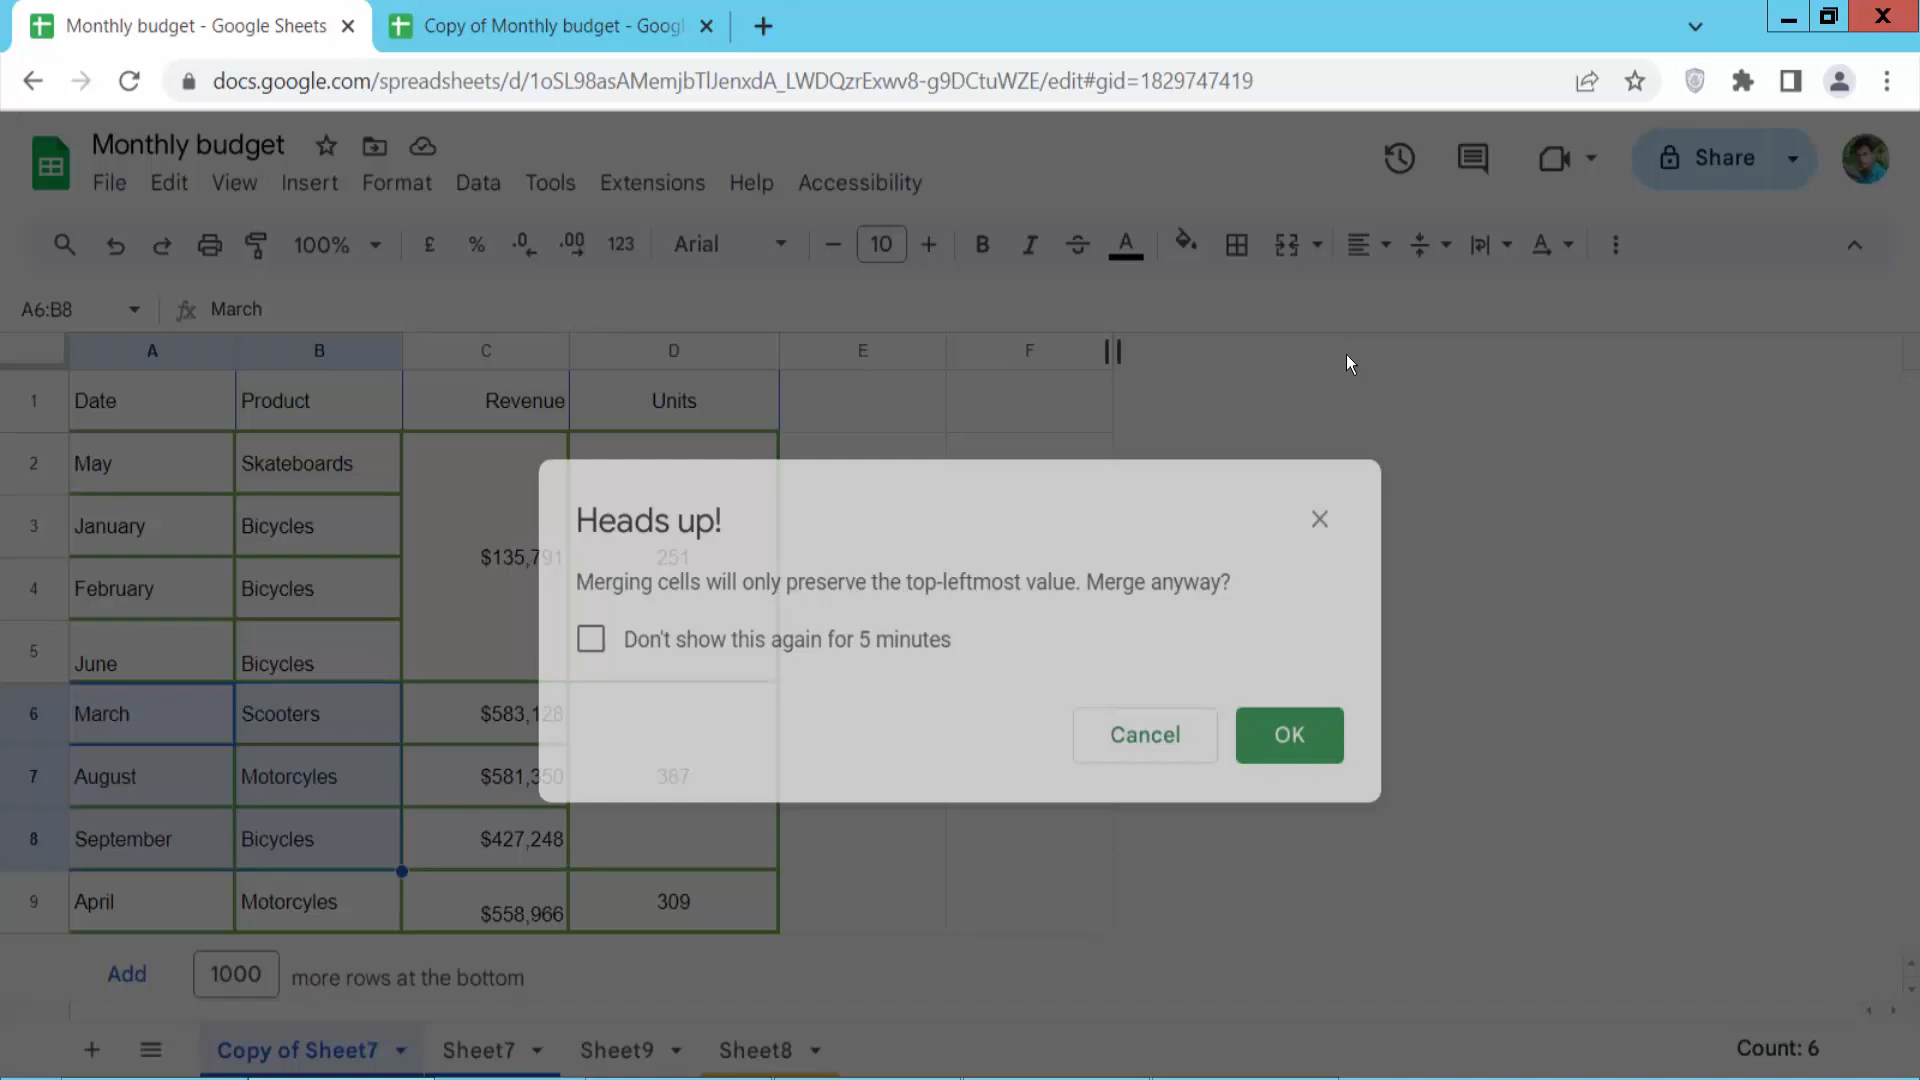 Monthly budget - Google Sheets
Copy of Monthly budget - Googl
docs.google.com/spreadsheets/d/1oSL98asAMemjbTlJenxdA_LWDQzrExwv8-g9DCtuWZE/edit#gid=1829747419
Monthly budget
Share
File Edit View Insert Format Data Tools Extensions Help Accessibility
100% £ % .0 .00 123 Arial 10 B I A A
A6:B8 fx March
A B C D E F
1 Date Product Revenue Units
2 May Skateboards
Heads up!
3 January Bicycles
$135,791 251
Merging cells will only preserve the top-leftmost value. Merge anyway?
4 February Bicycles
Don't show this again for 5 minutes
5 June Bicycles
6 March Scooters $583,128
Cancel OK
7 August Motorcyles $581,350 387
8 September Bicycles $427,248
9 April Motorcyles $558,966 309
Add 1000 more rows at the bottom
Copy of Sheet7 Sheet7 Sheet9 Sheet8 Count: 6